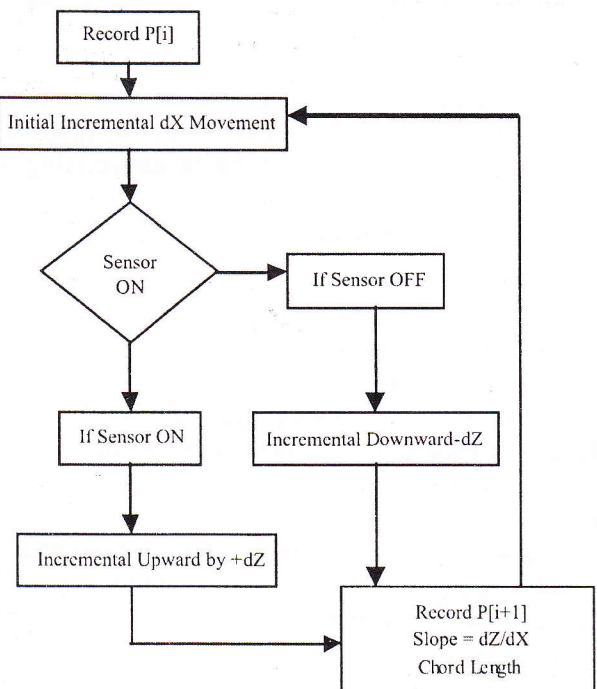 Record P[i]
Initial Incremental dX Movement
Sensor
ON
If Sensor OFF
If Sensor ON
Incremental Downward-dZ
Incremental Upward by +dZ
Record P[i+1]
Slope = dZ/dX
Chord Length